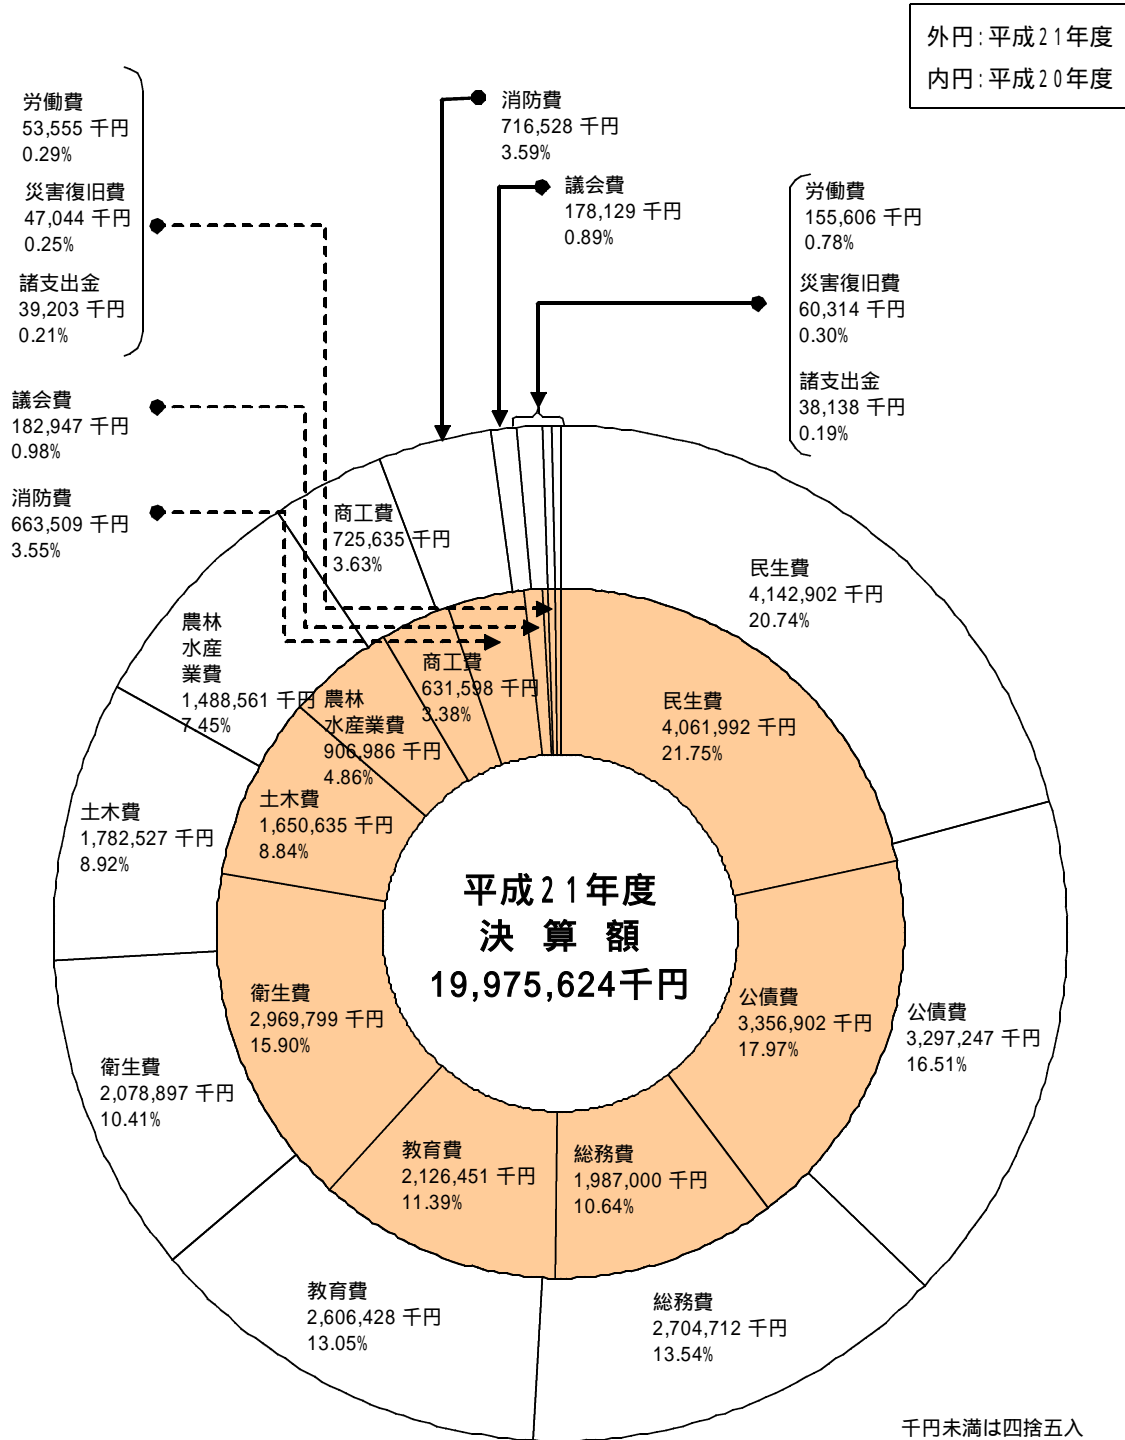 外円:平成21年度
内円:平成20年度
労働費
53,555 千円
0.29%
災害復旧費
47,044 千円
0.25%
諸支出金
39,203 千円
0.21%
議会費
182,947 千円
0.98%
消防費
663,509 千円
3.55%
消防費
716,528 千円
3.59%
議会費
178,129 千円
0.89%
労働費
155,606 千円
0.78%
災害復旧費
60,314 千円
0.30%
諸支出金
38,138 千円
0.19%
商工費
725,635 千円
3.63%
民生費
4,142,902 千円
20.74%
農林
水産
業費
1,488,561 千円
7.45%
商工費
631,598 千円
3.38%
農林
水産業費
906,986 千円
4.86%
民生費
4,061,992 千円
21.75%
土木費
1,782,527 千円
8.92%
土木費
1,650,635 千円
8.84%
平成21年度
決 算 額
19,975,624千円
衛生費
2,969,799 千円
15.90%
公債費
3,356,902 千円
17.97%
公債費
3,297,247 千円
16.51%
衛生費
2,078,897 千円
10.41%
教育費
2,126,451 千円
11.39%
総務費
1,987,000 千円
10.64%
教育費
2,606,428 千円
13.05%
総務費
2,704,712 千円
13.54%
千円未満は四捨五入